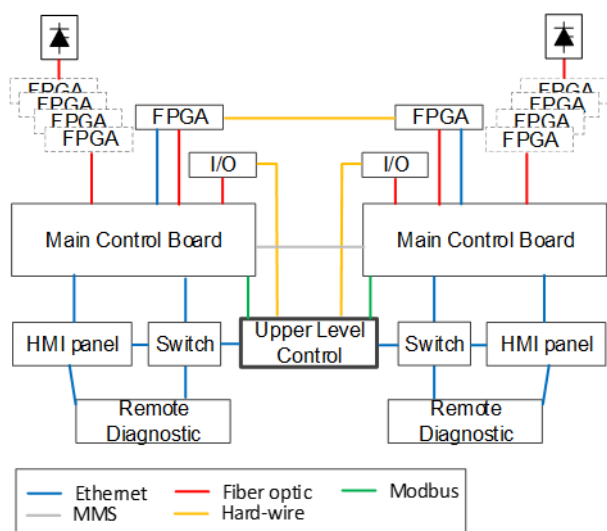 FPGA
FPGA
FPGA
FPGA
FPGA
FPGA
FPGA
FPGA
FPGA
FPGA
I/O
I/O
Main Control Board
Main Control Board
HMI panel
Switch
Upper Level
Control
Switch
HMI panel
Remote
Diagnostic
Remote
Diagnostic
Ethernet
Fiber optic
Modbus
MMS
Hard-wire